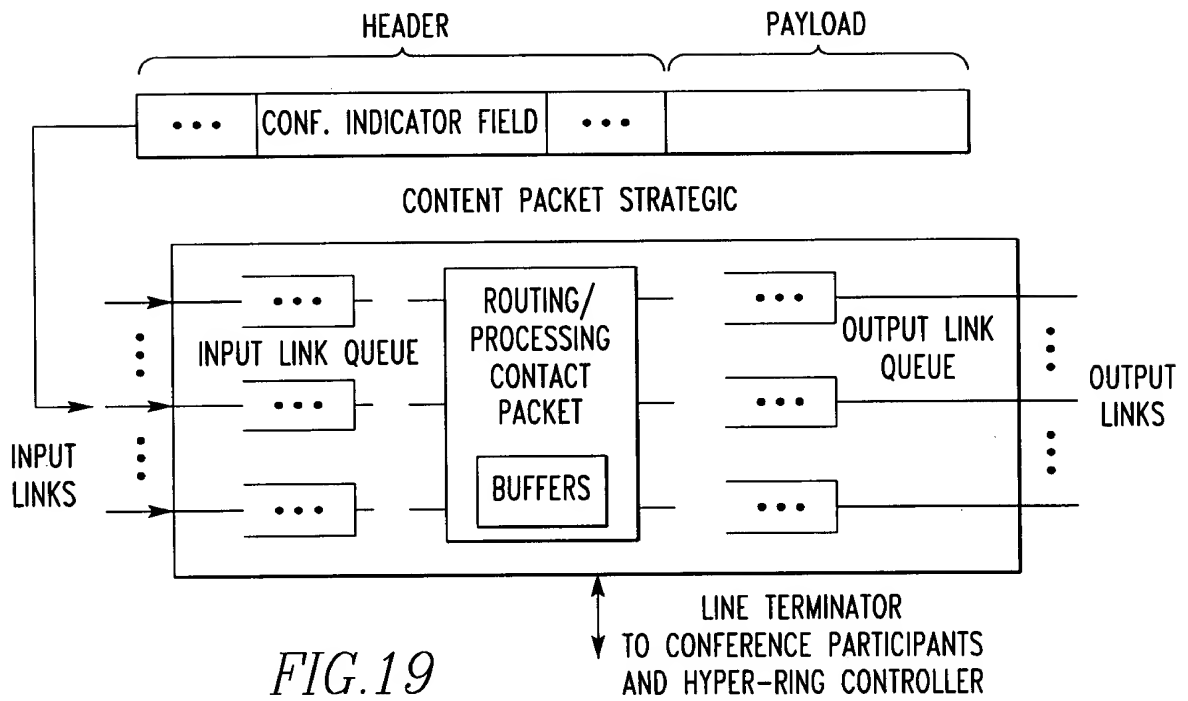 HEADER
PAYLOAD
••• CONF. INDICATOR FIELD •••
CONTENT PACKET STRATEGIC
•••
INPUT LINK QUEUE
•••
•••
INPUT
LINKS
ROUTING/
PROCESSING
CONTACT
PACKET
BUFFERS
•••
OUTPUT LINK
QUEUE
•••
•••
OUTPUT
LINKS
LINE TERMINATOR
TO CONFERENCE PARTICIPANTS
AND HYPER-RING CONTROLLER
FIG.19